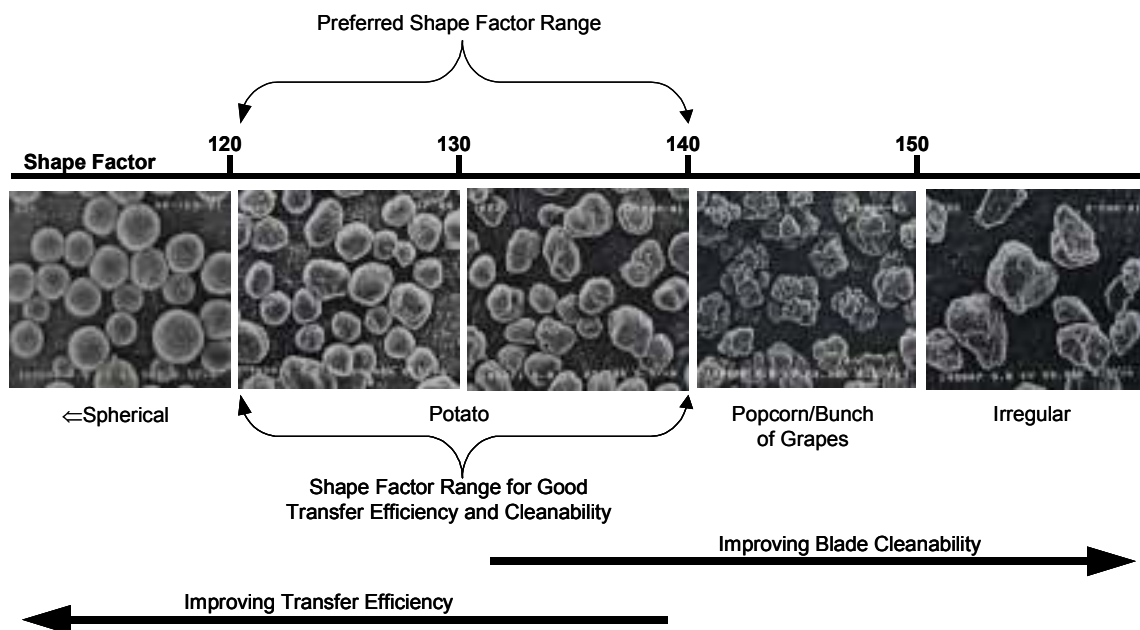 Preferred Shape Factor Range
120 130 140 150
Shape Factor
⇐Spherical Potato Popcorn/Bunch Irregular
of Grapes
Shape Factor Range for Good
Transfer Efficiency and Cleanability
Improving Blade Cleanability
Improving Transfer Efficiency